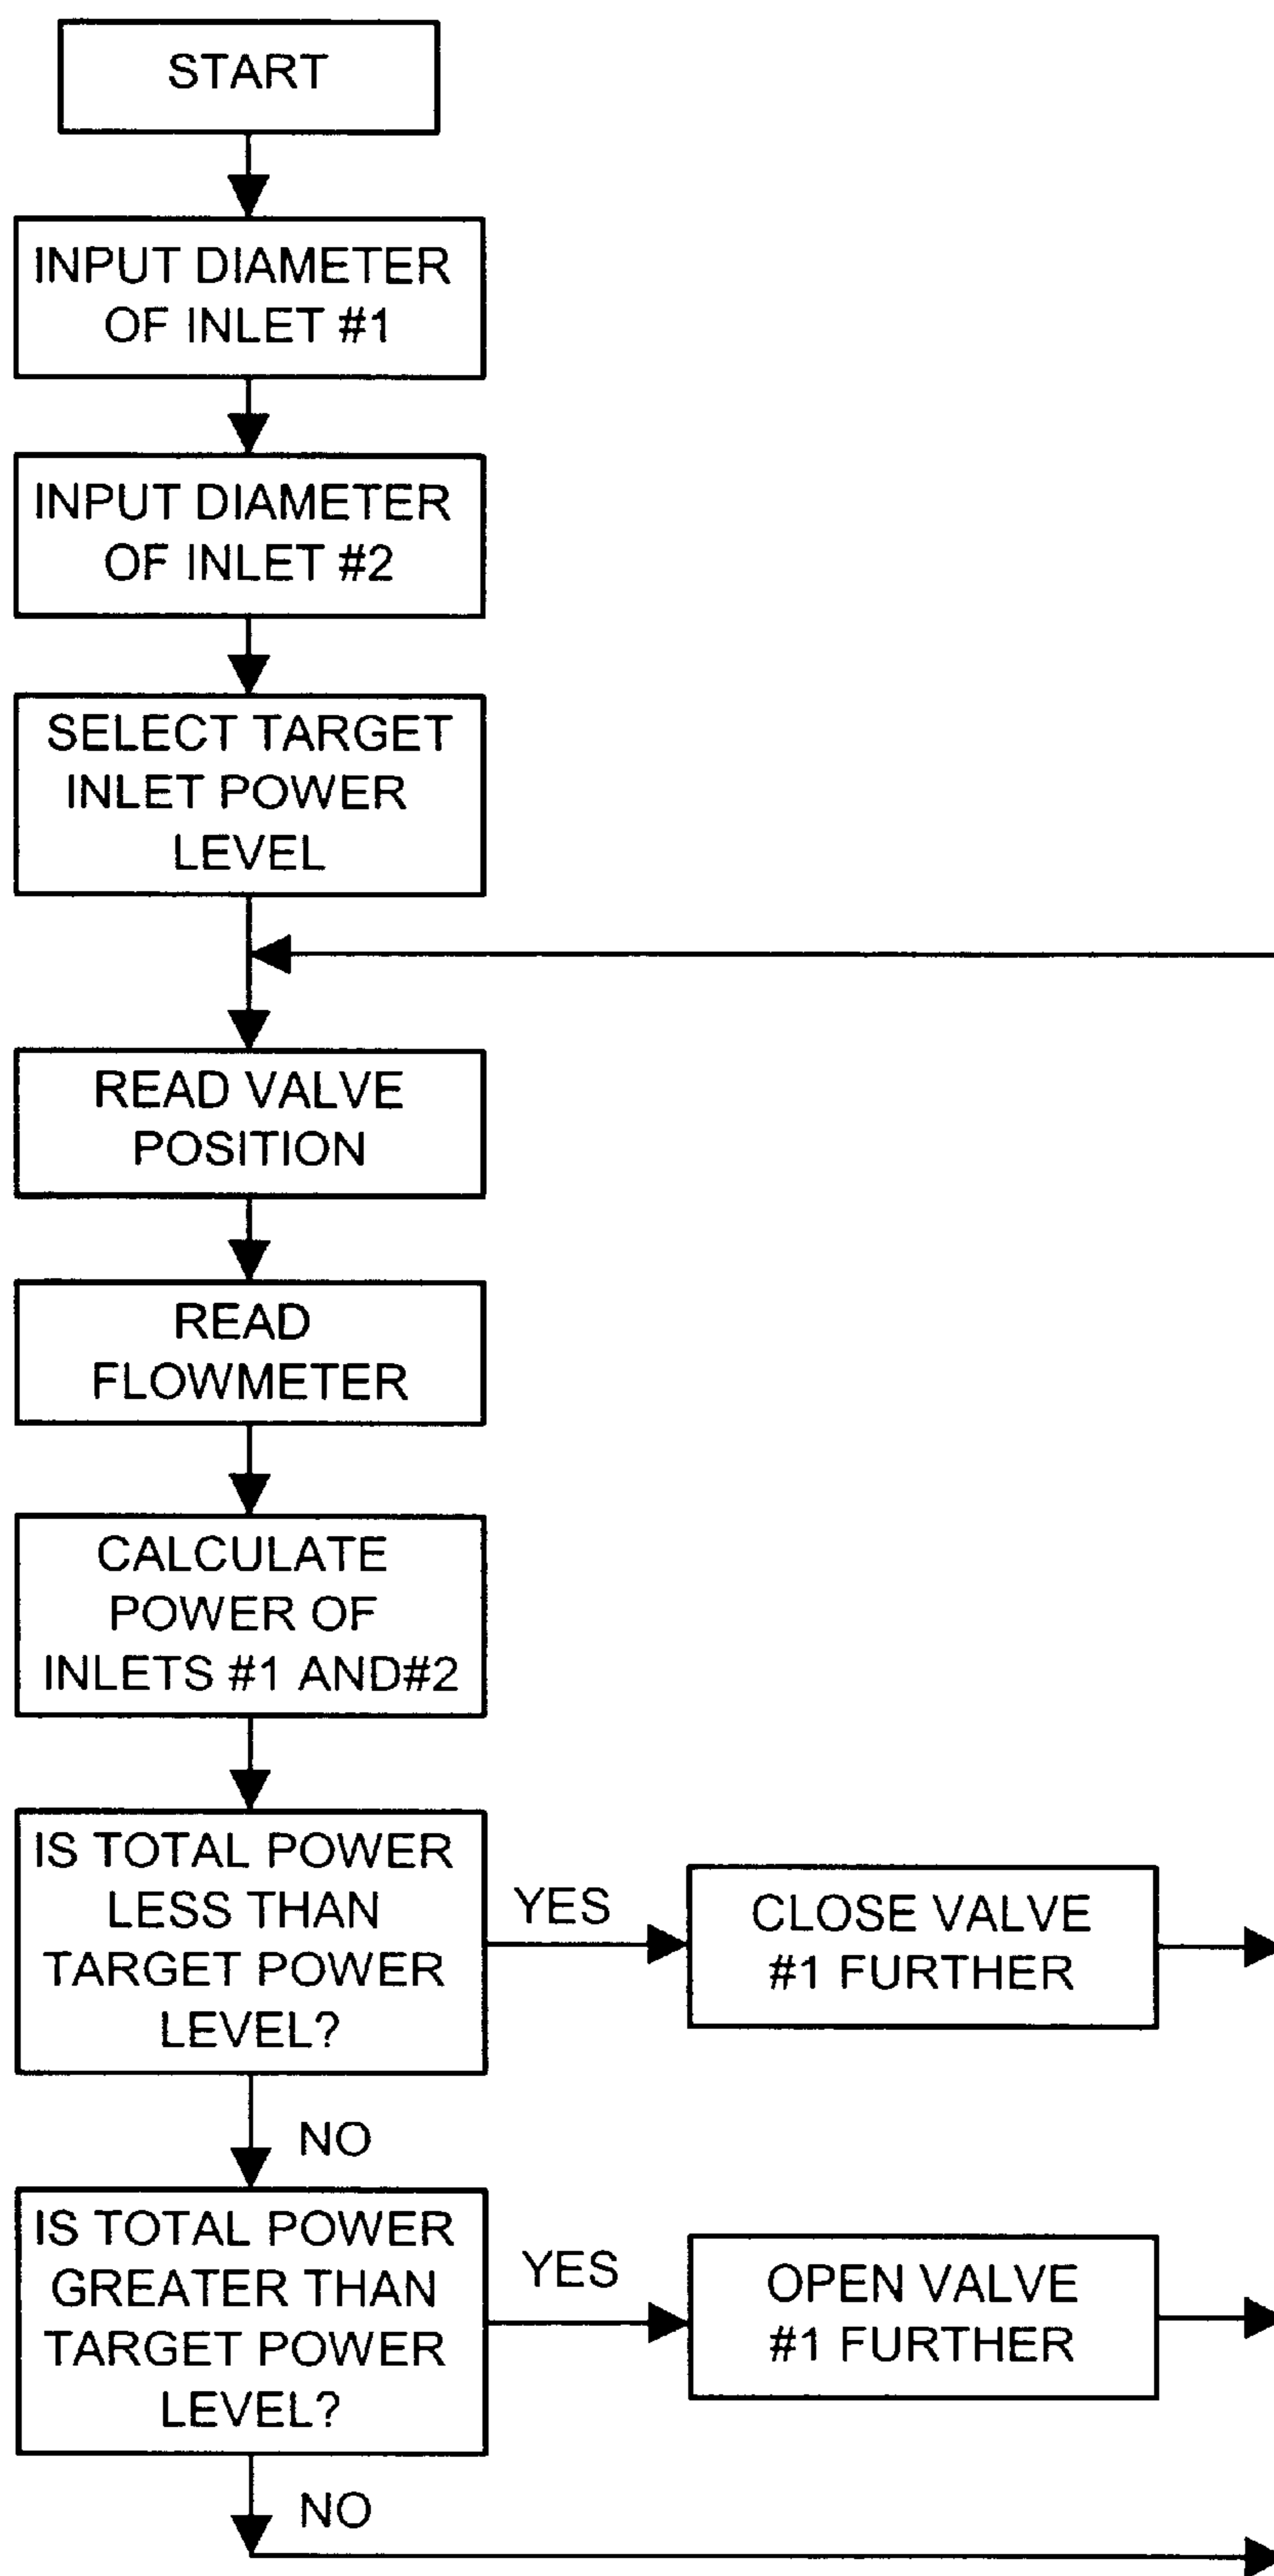 START
INPUT DIAMETER
OF INLET #1
INPUT DIAMETER
OF INLET #2
SELECT TARGET
INLET POWER
LEVEL
READ VALVE
POSITION
READ
FLOWMETER
CALCULATE
POWER OF
INLETS #1 AND#2
IS TOTAL POWER
LESS THAN
TARGET POWER
LEVEL?
YES
CLOSE VALVE
#1 FURTHER
NO
IS TOTAL POWER
GREATER THAN
TARGET POWER
LEVEL?
YES
OPEN VALVE
#1 FURTHER
NO